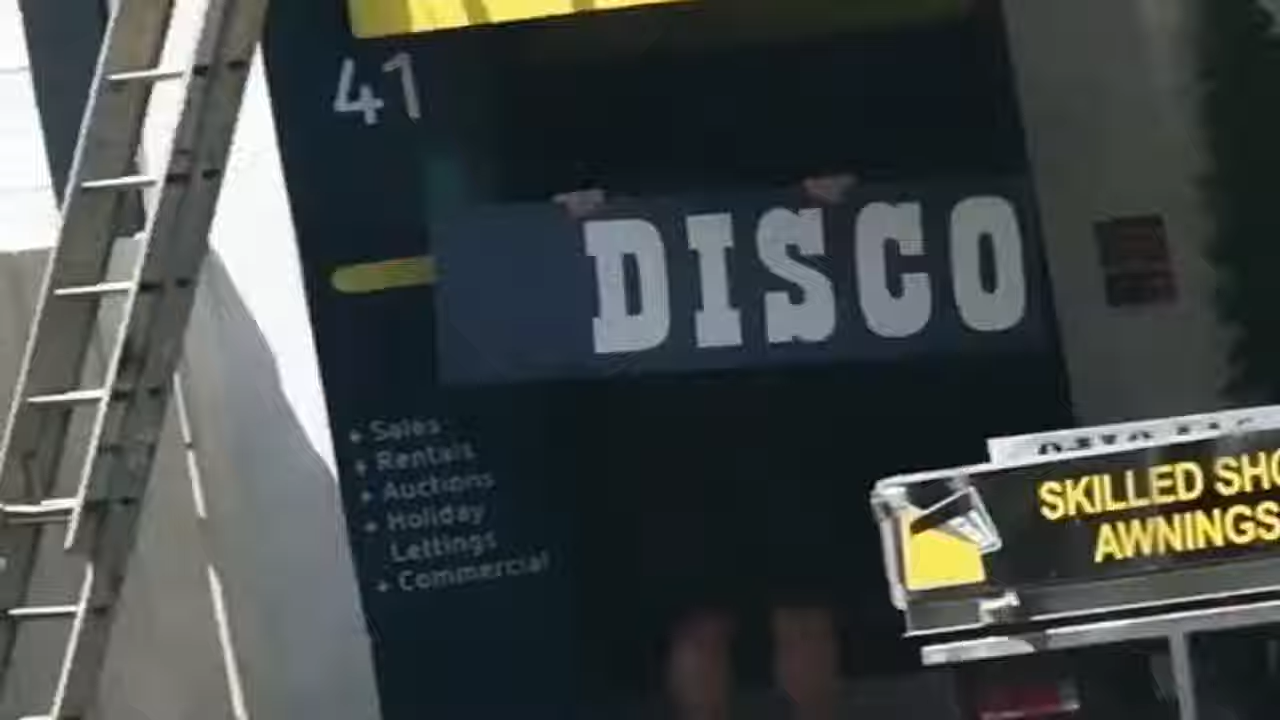 41
DISCO
Sales
Rentals
Auctions
Holiday
Lettings
Commercial
SKILLED
AWNINGS